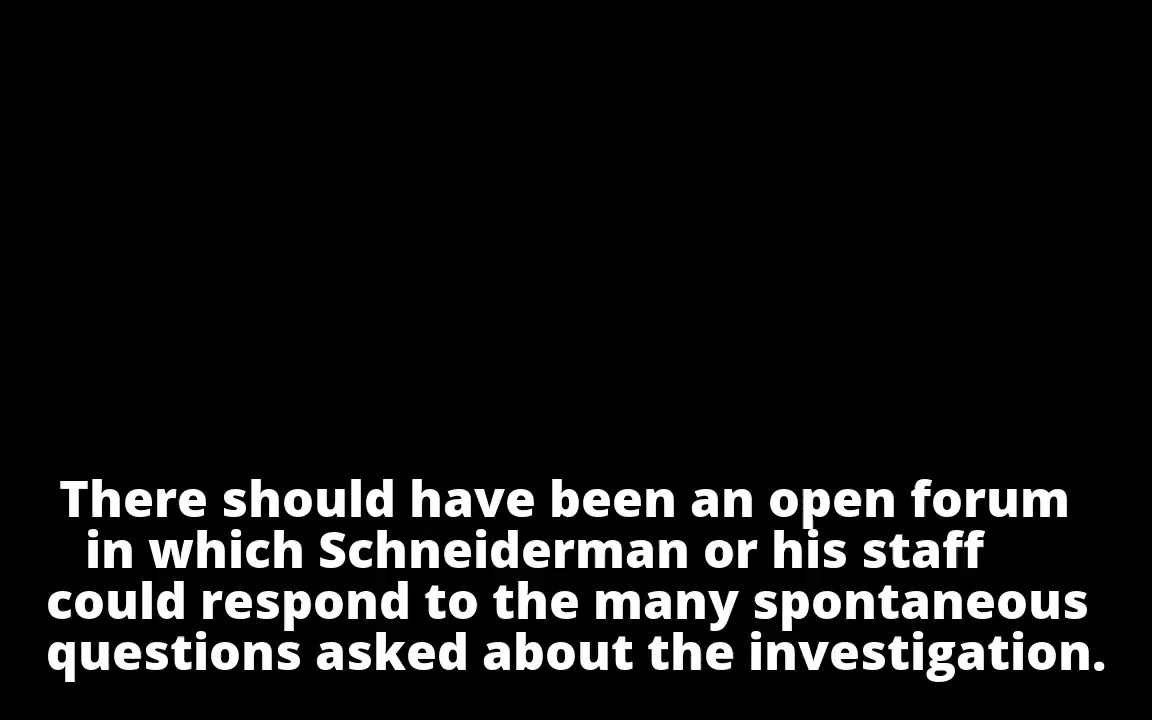 There should have been an open forum
in which Schneiderman or his staff
could respond to the many spontaneous
questions asked about the investigation.